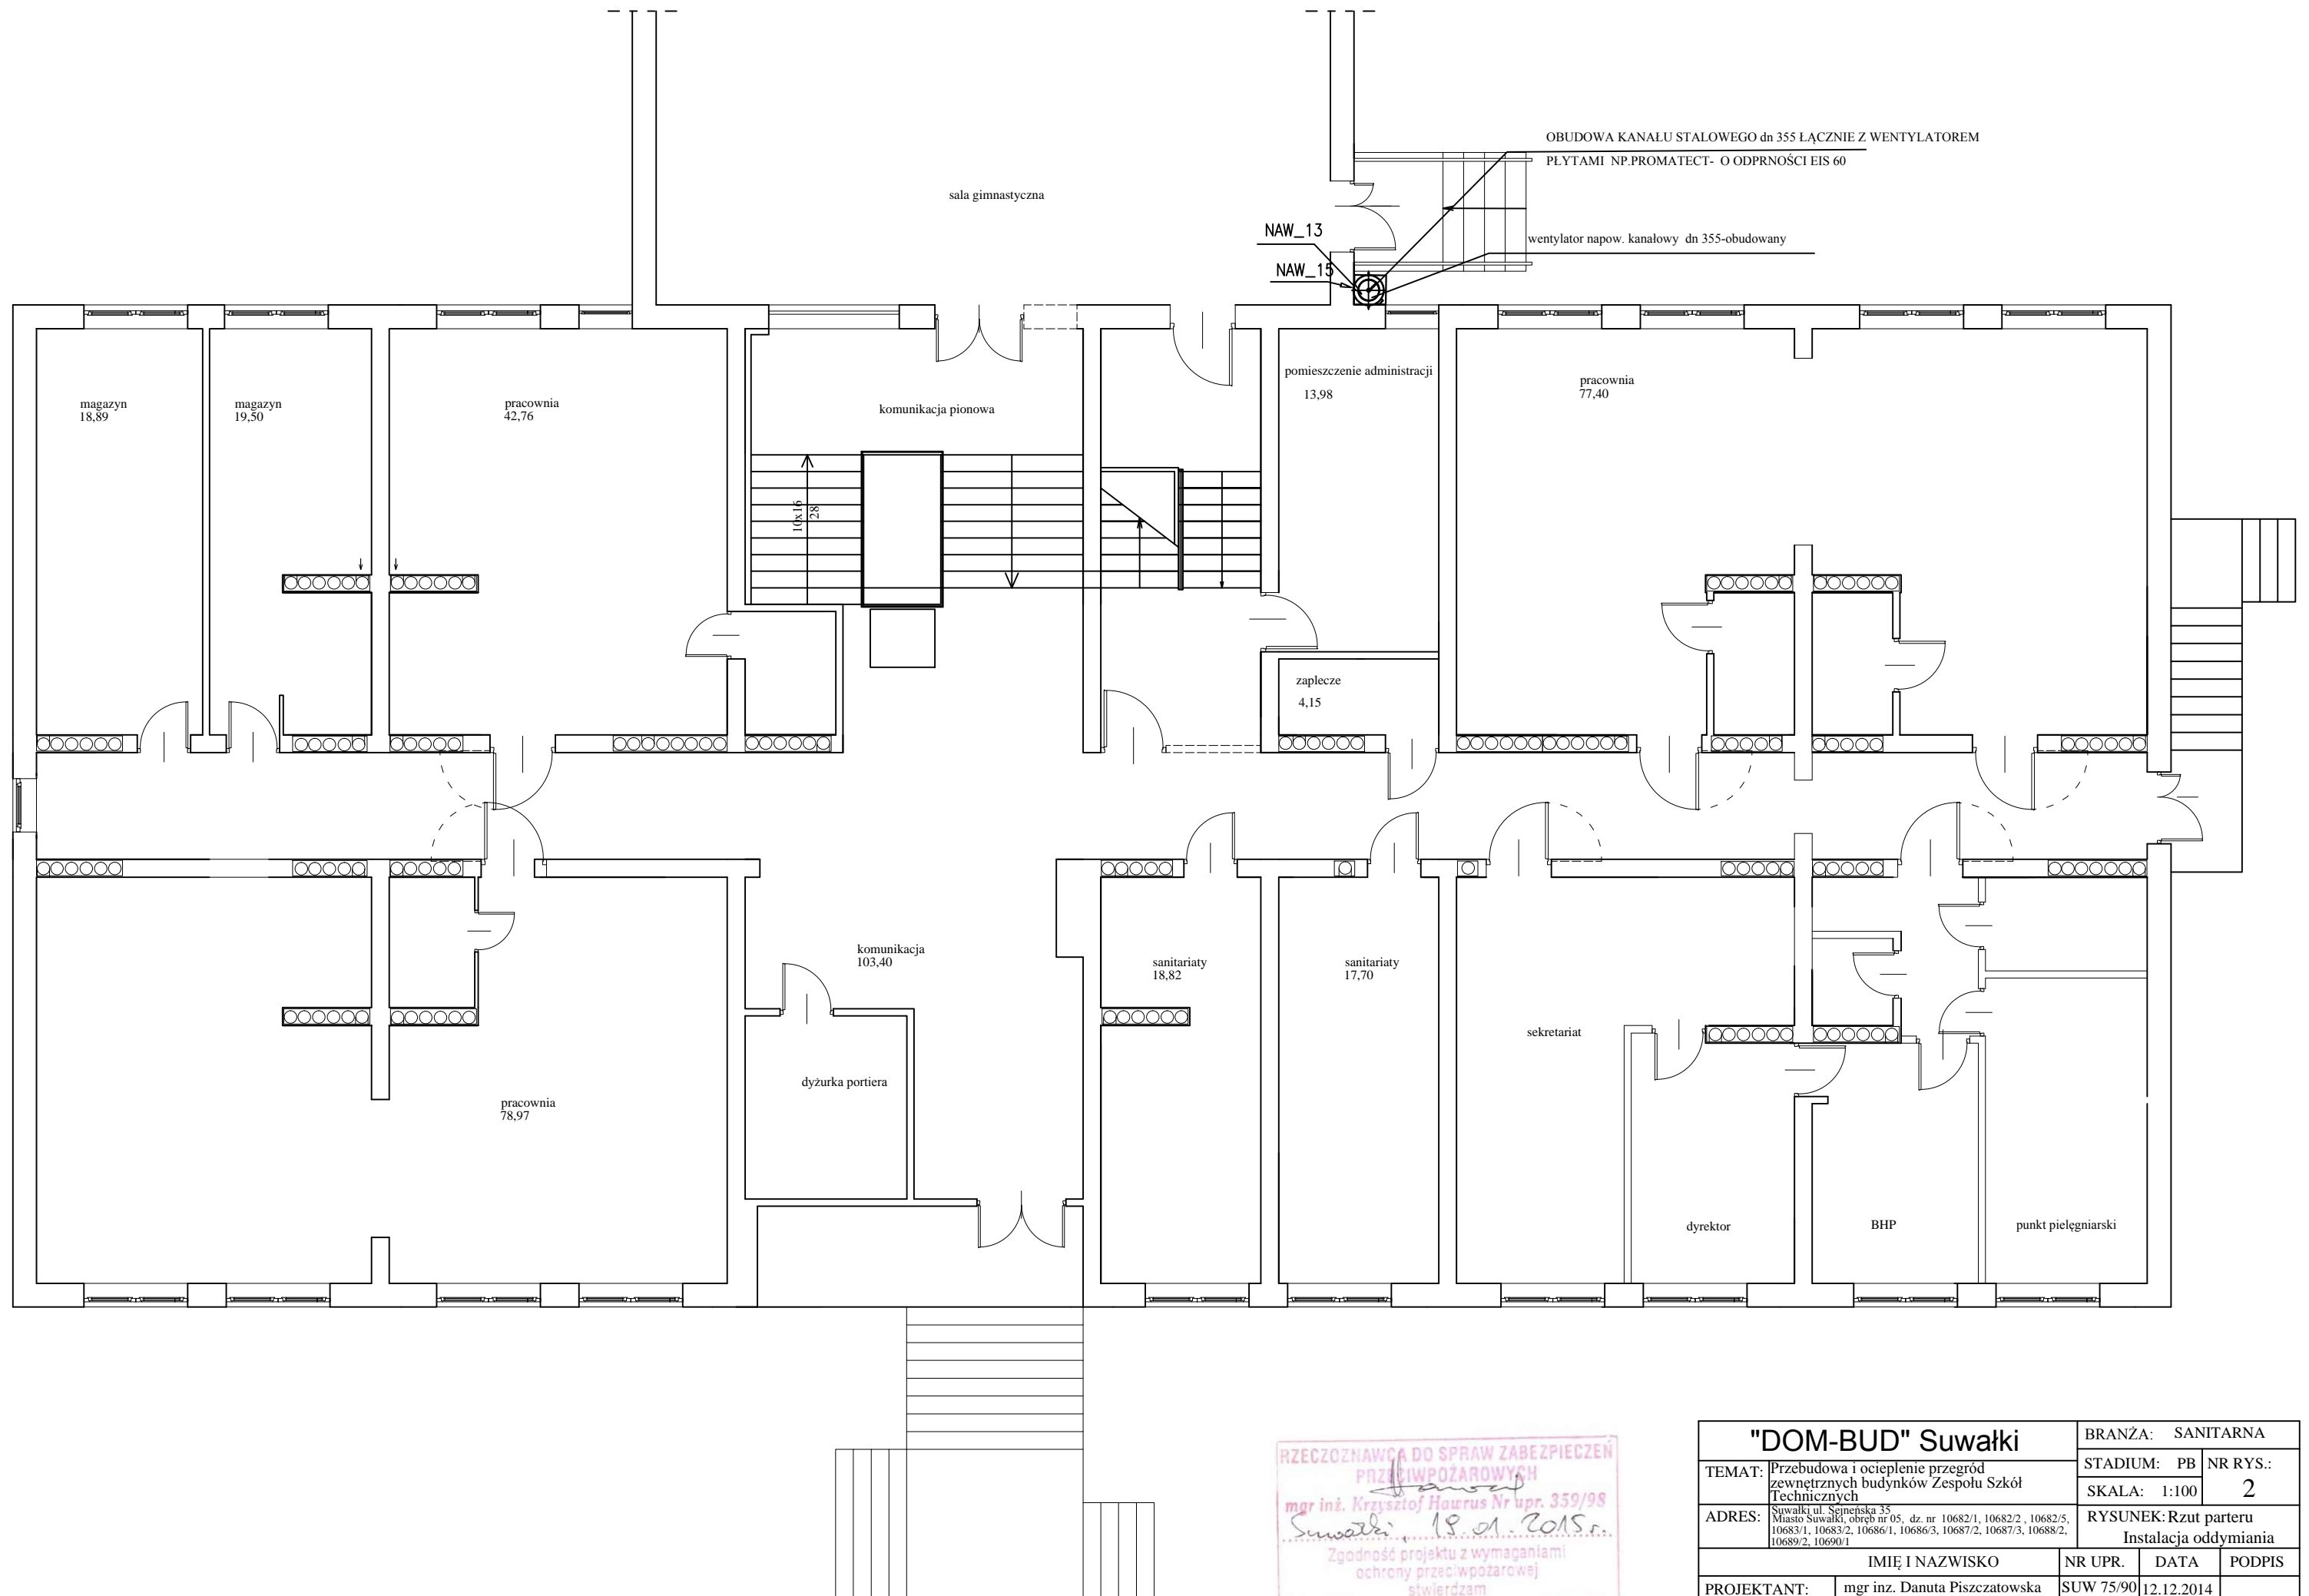 OBUDOWA KANAŁU STALOWEGO dn 355 ŁĄCZNIE Z WENTYLATOREM
PŁYTAMI NP.PROMATECT- O ODPRNOŚCI EIS 60
sala gimnastyczna
NAW_13
wentylator napow. kanałowy dn 355-obudowany
NAW_15
magazyn
18,89
magazyn
19,50
pracownia
42,76
komunikacja pionowa
pomieszczenie administracji
13,98
pracownia
77,40
10x16
28
zaplecze
4,15
komunikacja
103,40
sanitariaty
18,82
sanitariaty
17,70
sekretariat
dyżurka portiera
pracownia
78,97
dyrektor
BHP
punkt pielęgniarski
RZECZOZNAWCA DO SPRAW ZABEZPIECZEŃ
PRZECIWPOŻAROWYCH
mgr inż. Krzysztof Hawrus Nr upr. 359/98
Suwałki, 19.01.2015r.
Zgodność projektu z wymaganiami
ochrony przeciwpożarowej
stwierdzam
"DOM-BUD" Suwałki
BRANŻA: SANITARNA
TEMAT: Przebudowa i ocieplenie przegród
zewnętrznych budynków Zespołu Szkół
Technicznych
STADIUM: PB
NR RYS.:
SKALA: 1:100
2
ADRES: Suwałki ul. Sejneńska 35
Miasto Suwałki, obręb nr 05, dz. nr 10682/1, 10682/2 , 10682/5,
10683/1, 10683/2, 10686/1, 10686/3, 10687/2, 10687/3, 10688/2,
10689/2, 10690/1
RYSUNEK: Rzut parteru
Instalacja oddymiania
IMIĘ I NAZWISKO
NR UPR.
DATA
PODPIS
PROJEKTANT:
mgr inz. Danuta Piszczatowska
SUW 75/90
12.12.2014